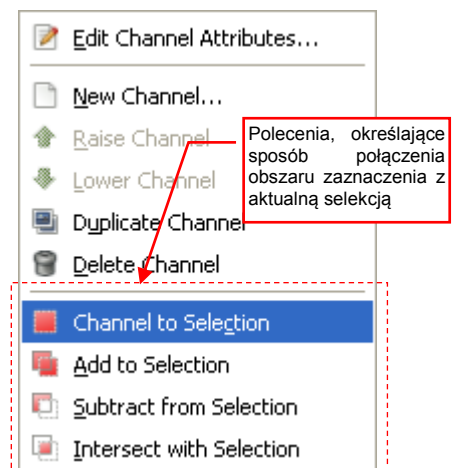 Edit Channel Attributes...
New Channel...
Raise Channel
Lower Channel
Duplicate Channel
Delete Channel
Polecenia, określające
sposób połączenia
obszaru zaznaczenia z
aktualną selekcją
Channel to Selection
Add to Selection
Subtract from Selection
Intersect with Selection